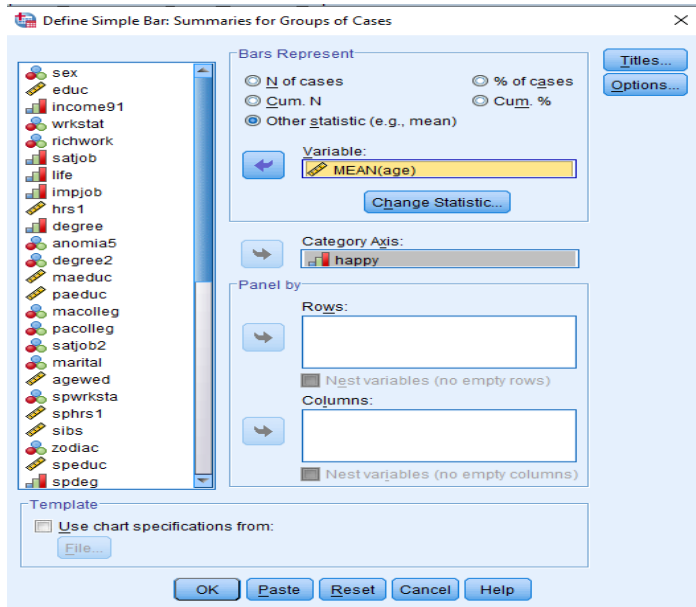 Define Simple Bar: Summaries for Groups of Cases
sex
educ
income91
wrkstat
richwork
satjob
life
impjob
hrs1
degree
anomia5
degree2
maeduc
paeduc
macolleg
pacolleg
satjob2
marital
agewed
spwrksta
sphrs1
sibs
zodiac
speduc
spdeg
Bars Represent
N of cases
% of cases
Cum. N
Cum. %
Other statistic (e.g., mean)
Variable:
MEAN(age)
Change Statistic...
Category Axis:
happy
Panel by
Rows:
Nest variables (no empty rows)
Columns:
Nest variables (no empty columns)
Titles...
Options...
Template
Use chart specifications from:
File...
OK Paste Reset Cancel Help